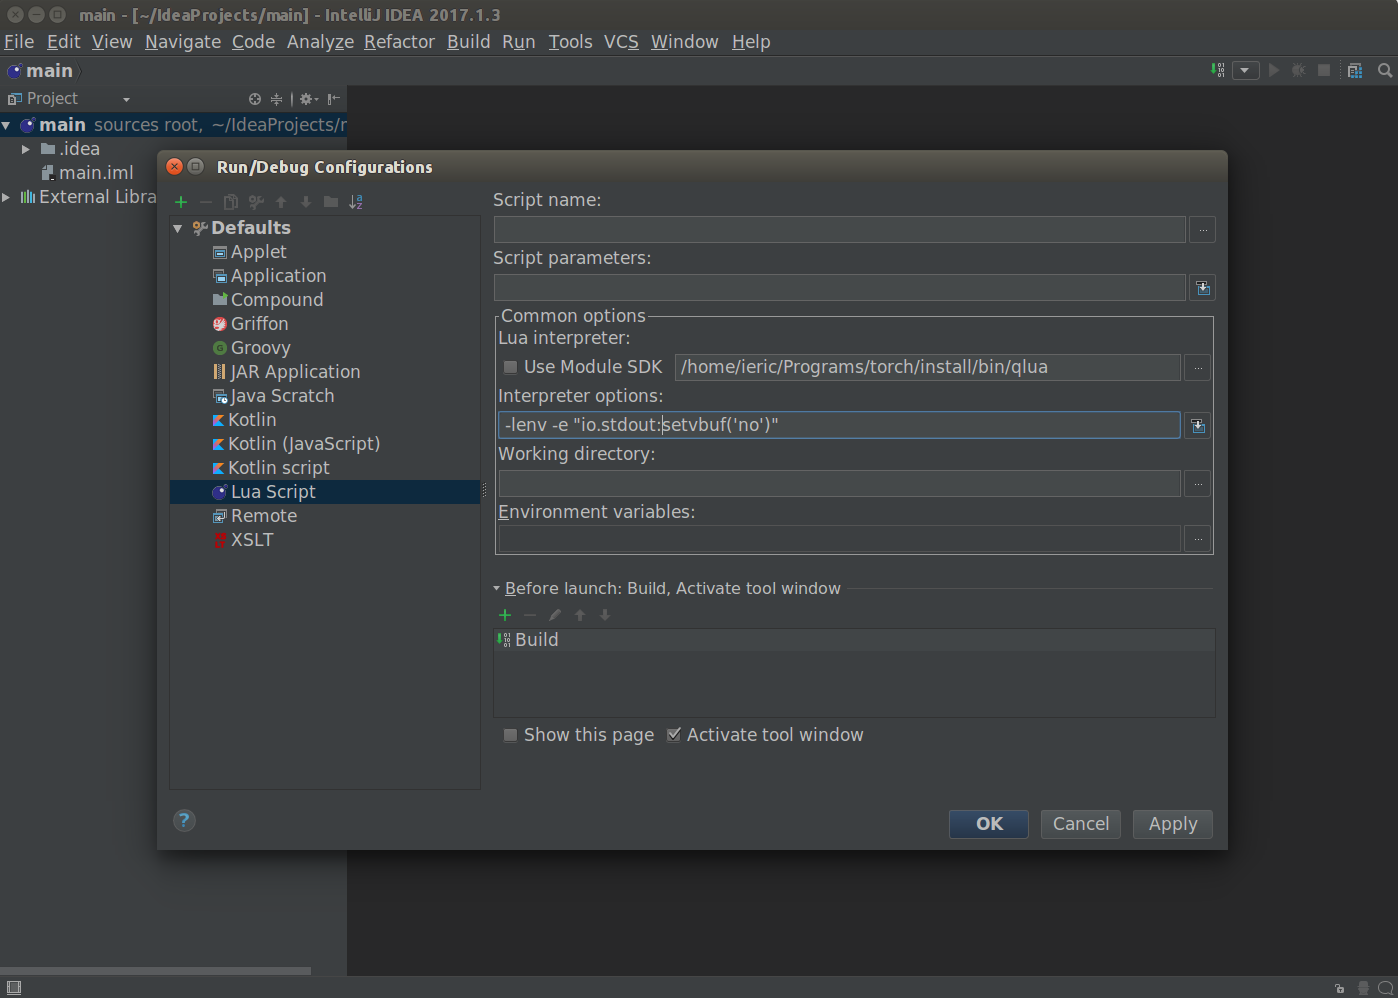 main - [~/IdeaProjects/main] - IntelliJ IDEA 2017.1.3
File Edit View Navigate Code Analyze Refactor Build Run Tools VCS Window Help
main
Project
main sources root, ~/IdeaProjects/r
.idea
main.iml
External Libra
Run/Debug Configurations
Defaults
Applet
Application
Compound
Griffon
Groovy
JAR Application
Java Scratch
Kotlin
Kotlin (JavaScript)
Kotlin script
Lua Script
Remote
XSLT
Script name:
...
Script parameters:
Common options
Lua interpreter:
Use Module SDK /home/ieric/Programs/torch/install/bin/qlua ...
Interpreter options:
-lenv -e "io.stdout:setvbuf('no')"
Working directory:
...
Environment variables:
...
Before launch: Build, Activate tool window
Build
Show this page Activate tool window
? OK Cancel Apply